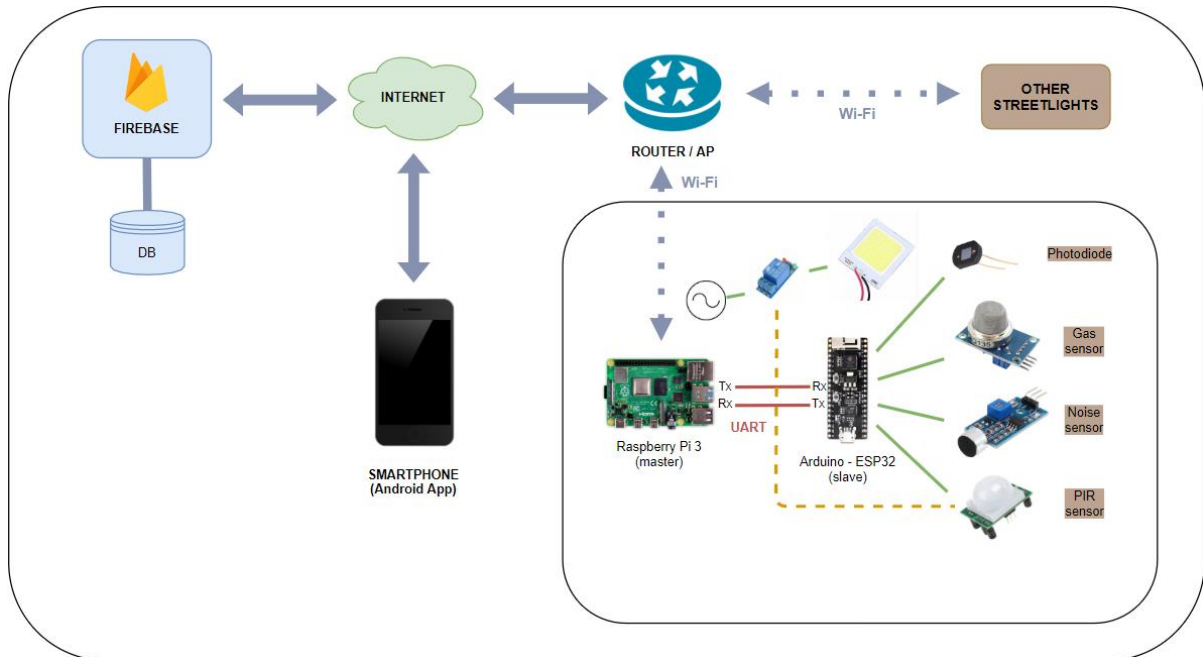 FIREBASE
INTERNET
ROUTER / AP
Wi-Fi
OTHER
STREETLIGHTS
DB
Wi-Fi
SMARTPHONE
(Android App)
Photodiode
Gas
sensor
Noise
sensor
PIR
sensor
Tx
Rx
Rx
Tx
UART
Raspberry Pi 3
(master)
Arduino - ESP32
(slave)